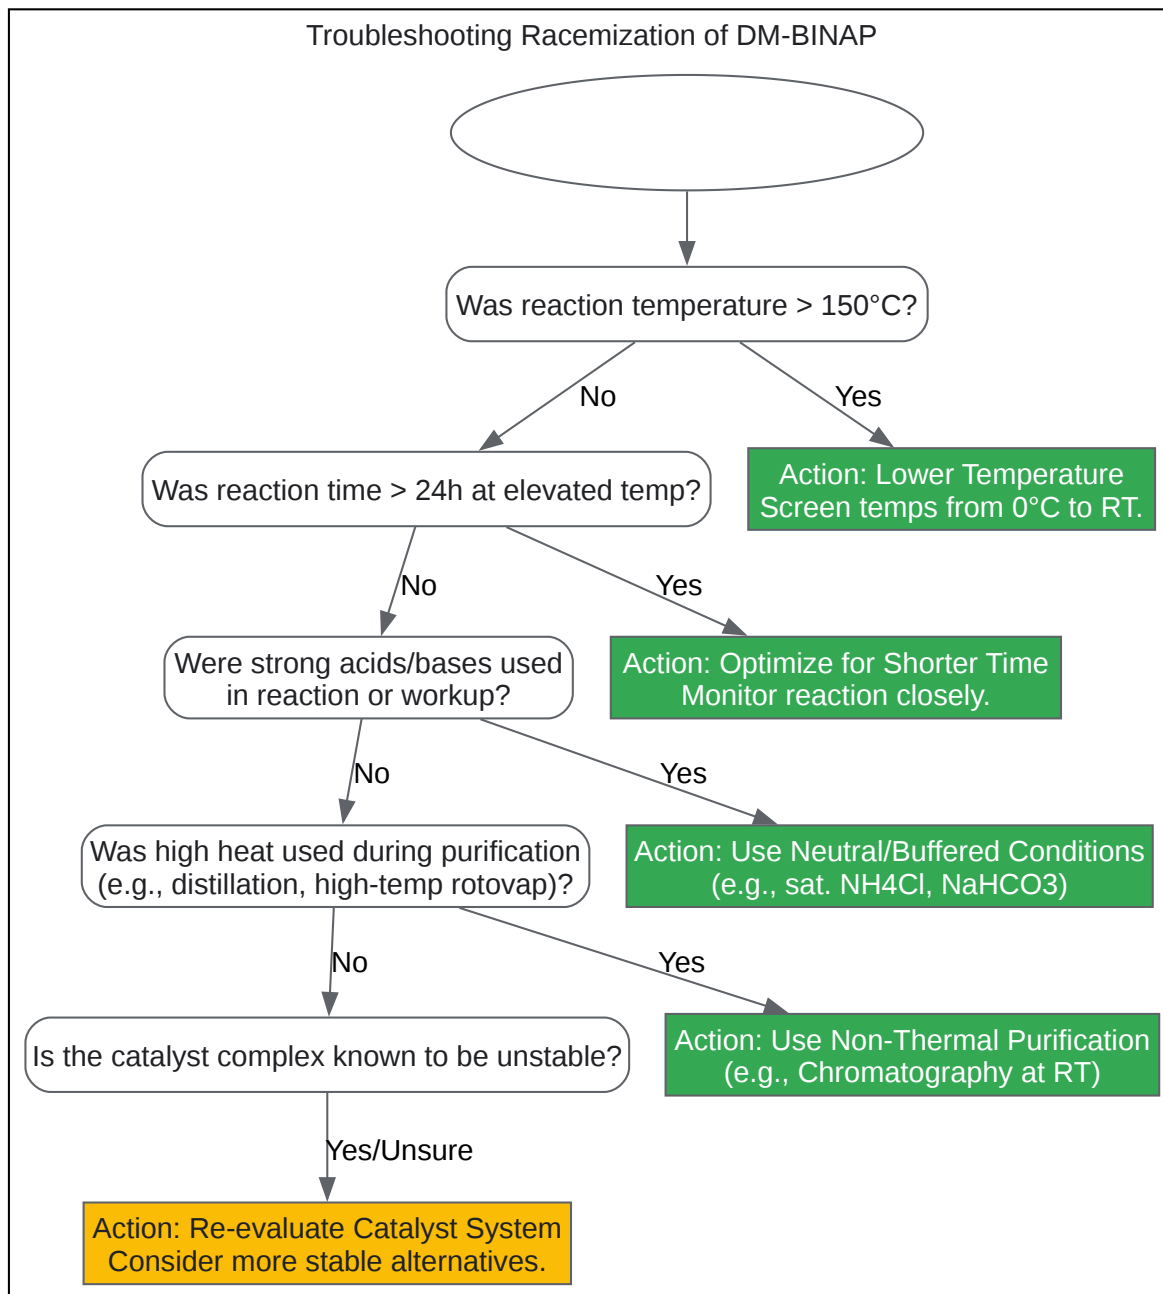 Troubleshooting Racemization of DM-BINAP
Was reaction temperature > 150°C?
No
Yes
Was reaction time > 24h at elevated temp?
Action: Lower Temperature
Screen temps from 0°C to RT.
No
Yes
Were strong acids/bases used
in reaction or workup?
Action: Optimize for Shorter Time
Monitor reaction closely.
No
Yes
Was high heat used during purification
(e.g., distillation, high-temp rotovap)?
Action: Use Neutral/Buffered Conditions
(e.g., sat. NH4Cl, NaHCO3)
No
Yes
Is the catalyst complex known to be unstable?
Action: Use Non-Thermal Purification
(e.g., Chromatography at RT)
Yes/Unsure
Action: Re-evaluate Catalyst System
Consider more stable alternatives.